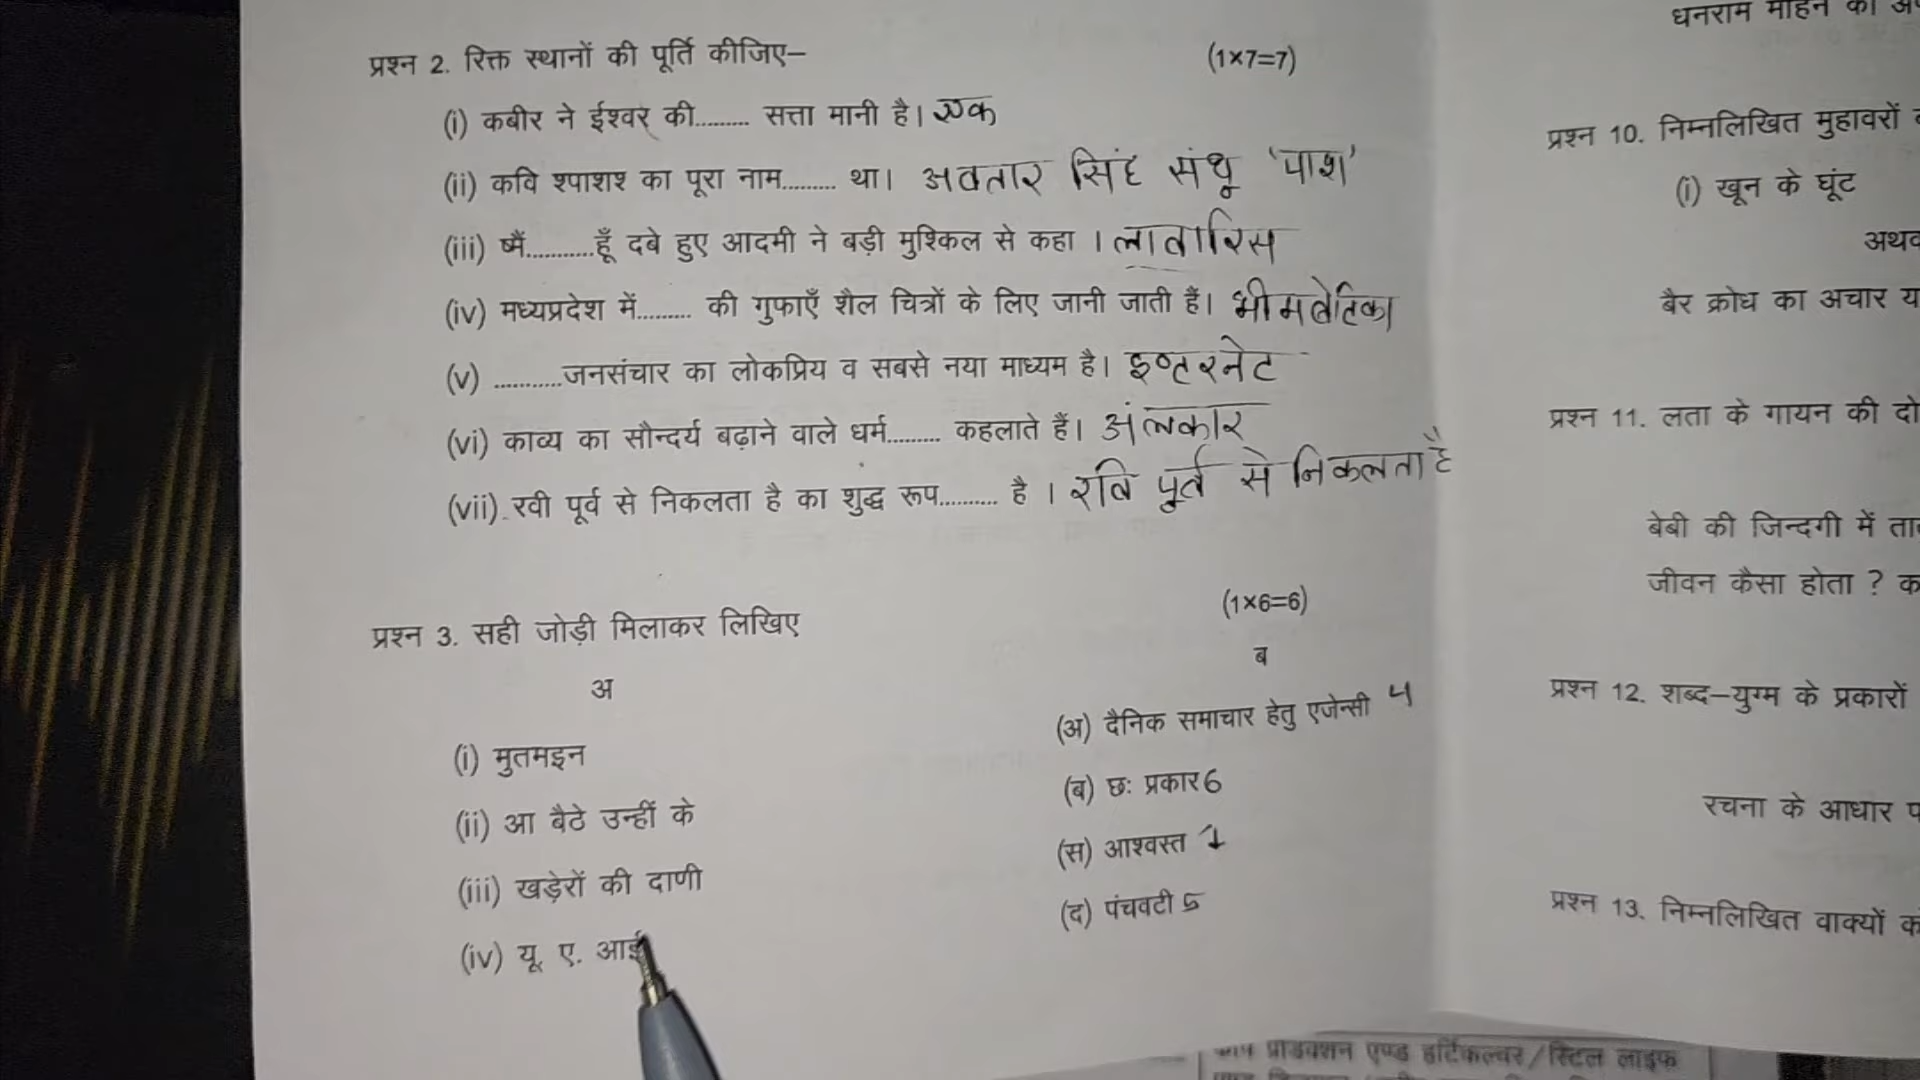 प्रश्न 2. रिक्त स्थानों की पूर्ति कीजिए– (1×7=7)
(i) कबीर ने ईश्वर की......... सत्ता मानी है। एक
(ii) कवि श्पाशश का पूरा नाम......... था। अवतार सिंह संधू 'पाश'
(iii) ष्मैं...........हूँ दबे हुए आदमी ने बड़ी मुश्किल से कहा । लावारिस
(iv) मध्यप्रदेश में......... की गुफाएँ शैल चित्रों के लिए जानी जाती हैं। भीमबेटिका
(v) ...........जनसंचार का लोकप्रिय व सबसे नया माध्यम है। इण्टरनेट
(vi) काव्य का सौन्दर्य बढ़ाने वाले धर्म......... कहलाते हैं। अंलकार
(vii) रवी पूर्व से निकलता है का शुद्ध रूप.......... है । रवि पूर्व से निकलता है
प्रश्न 3. सही जोड़ी मिलाकर लिखिए (1×6=6)
अ ब
(i) मुतमइन (अ) दैनिक समाचार हेतु एजेन्सी 4
(ii) आ बैठे उन्हीं के (ब) छः प्रकार 6
(iii) खड़ेरों की दाणी (स) आश्वस्त 1
(iv) यू. ए. आई (द) पंचवटी 5
धनराम मोहन को
प्रश्न 10. निम्नलिखित मुहावरों
(i) खून के घूंट
बैर क्रोध का अचार
प्रश्न 11. लता के गायन की दो
बेबी की जिन्दगी में
जीवन कैसा होता ?
प्रश्न 12. शब्द–युग्म के प्रकारों
रचना के आधार
प्रश्न 13. निम्नलिखित वाक्यों
प्रोडक्शन एण्ड हर्टिकल्चर/स्टिल लाइफ